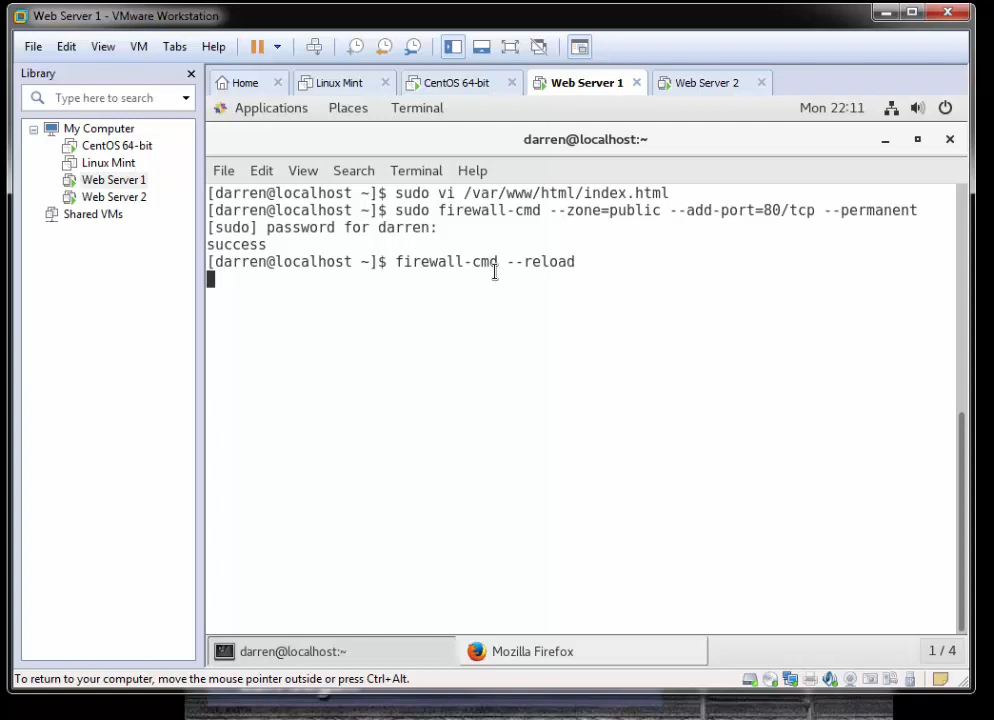 Web Server 1 - VMware Workstation
File Edit View VM Tabs Help
Library
Type here to search
My Computer
CentOS 64-bit
Linux Mint
Web Server 1
Web Server 2
Shared VMs
Home Linux Mint CentOS 64-bit Web Server 1 Web Server 2
Applications Places Terminal Mon 22:11
darren@localhost:~
File Edit View Search Terminal Help
[darren@localhost ~]$ sudo vi /var/www/html/index.html
[darren@localhost ~]$ sudo firewall-cmd --zone=public --add-port=80/tcp --permanent
[sudo] password for darren:
success
[darren@localhost ~]$ firewall-cmd --reload
darren@localhost:~ Mozilla Firefox 1 / 4
To return to your computer, move the mouse pointer outside or press Ctrl+Alt.